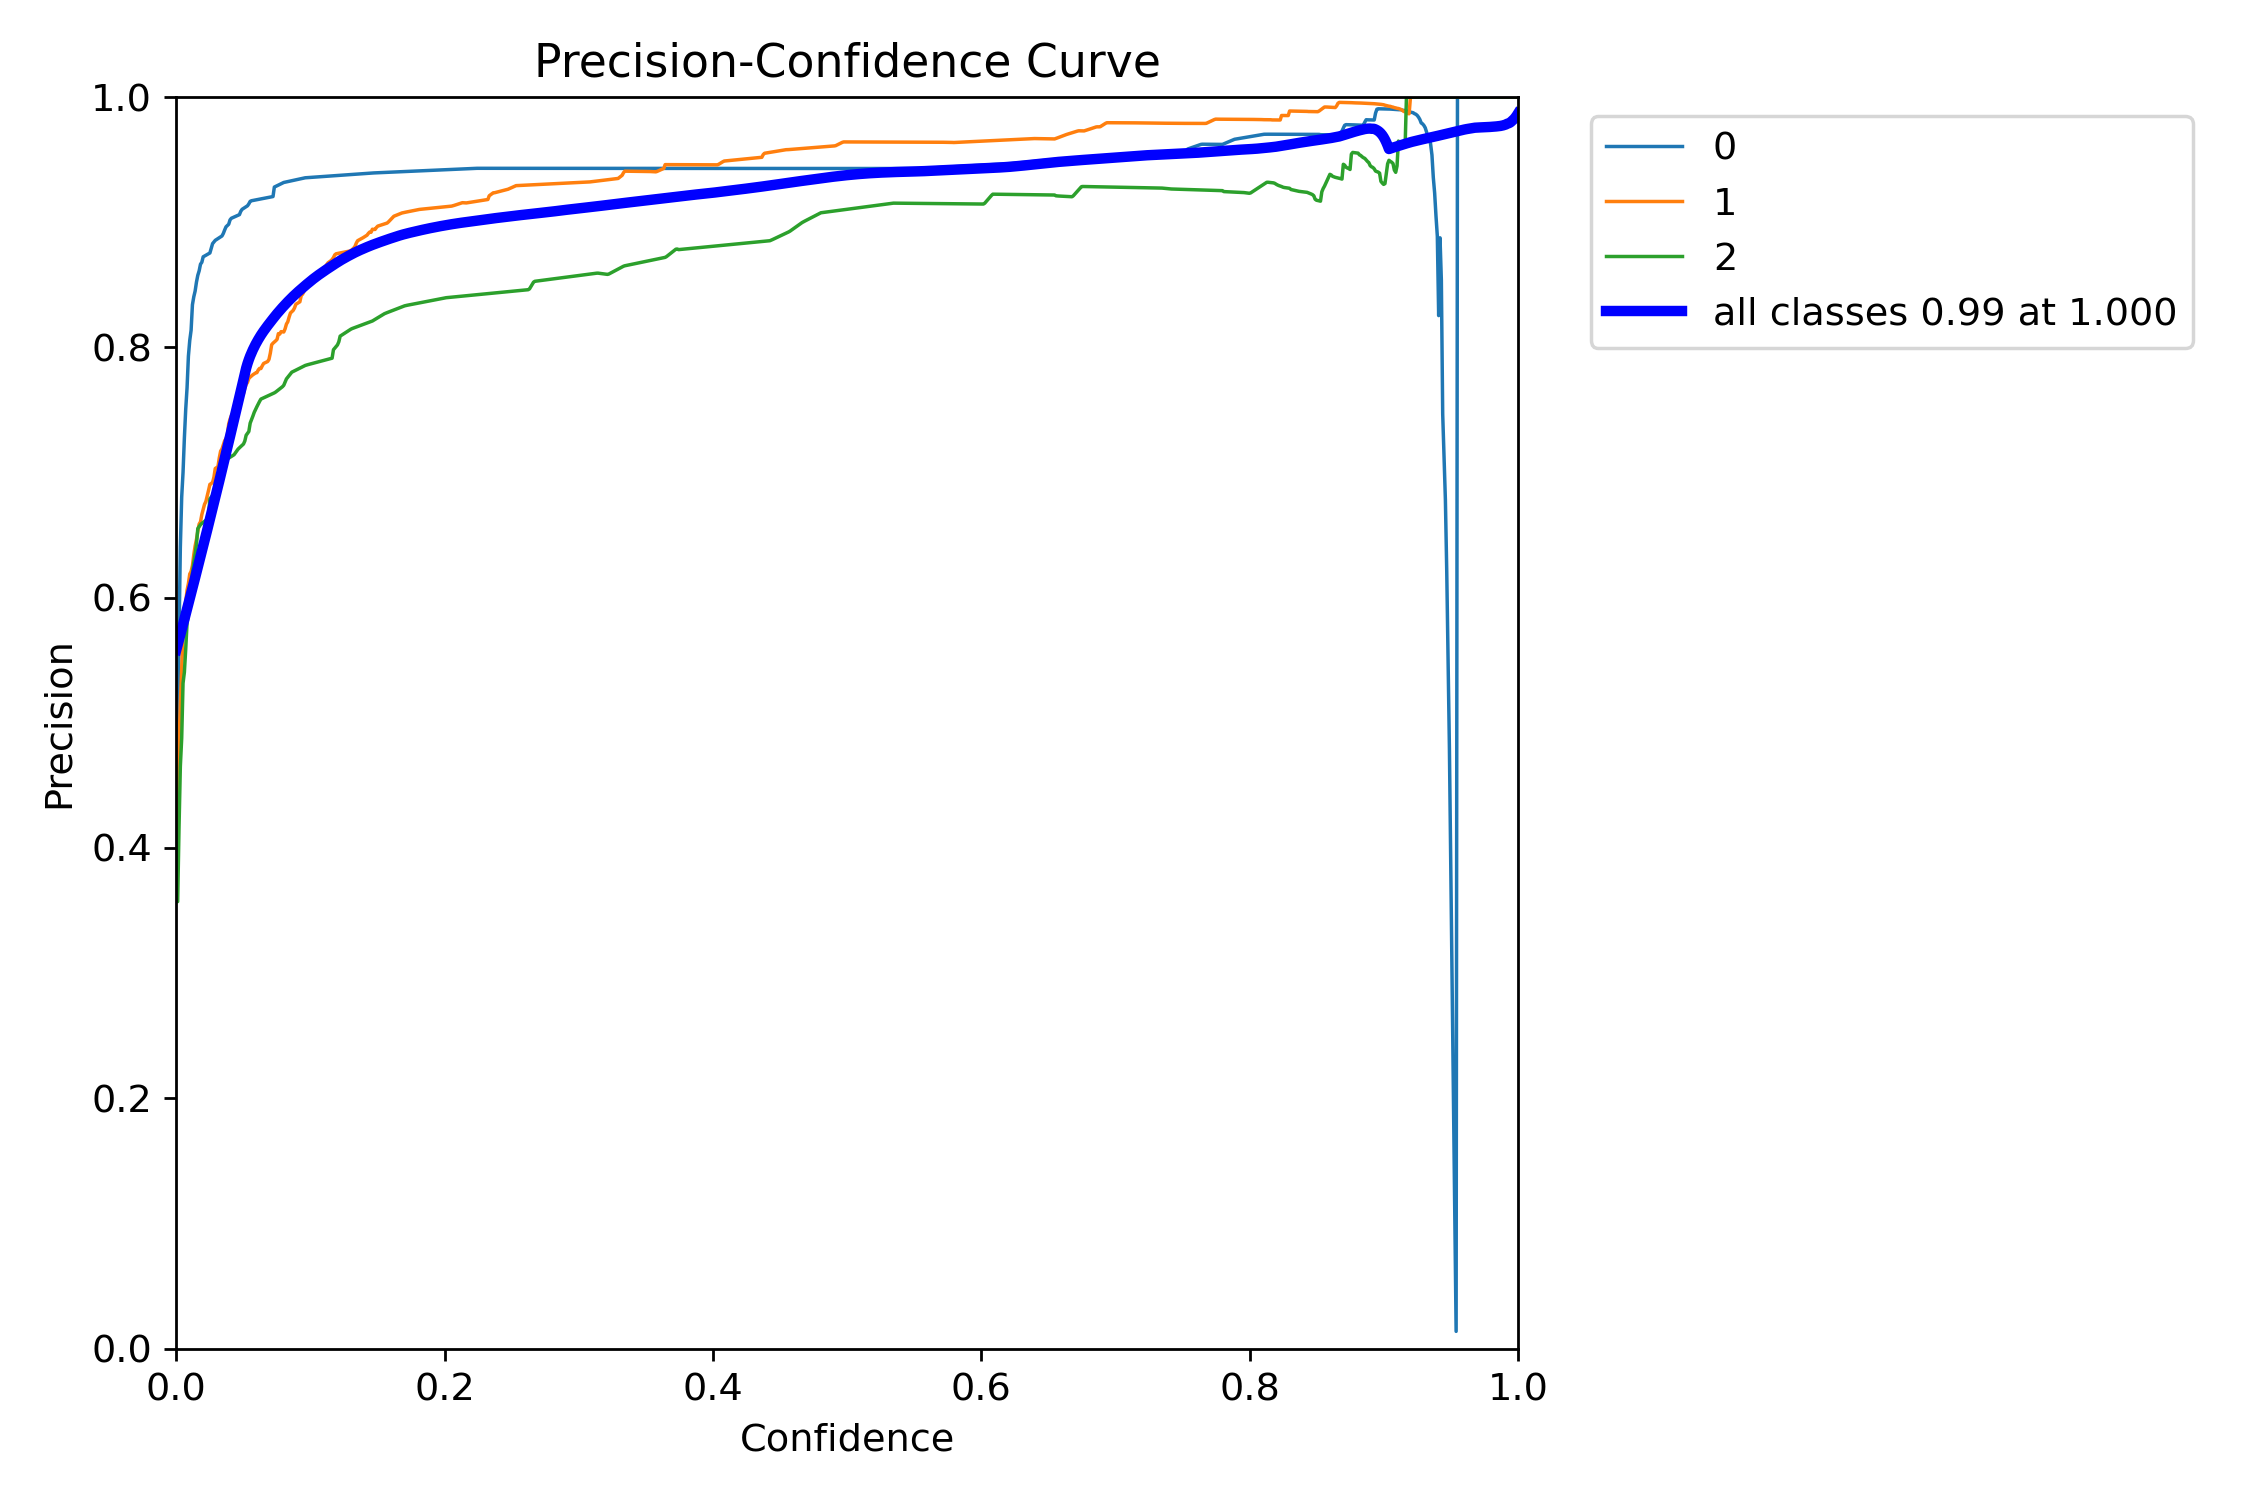 Precision-Confidence Curve
1.0
0.8
0.6
0.4
0.2
0.0
Precision
0.0 0.2 0.4 0.6 0.8 1.0
Confidence
0
1
2
all classes 0.99 at 1.000